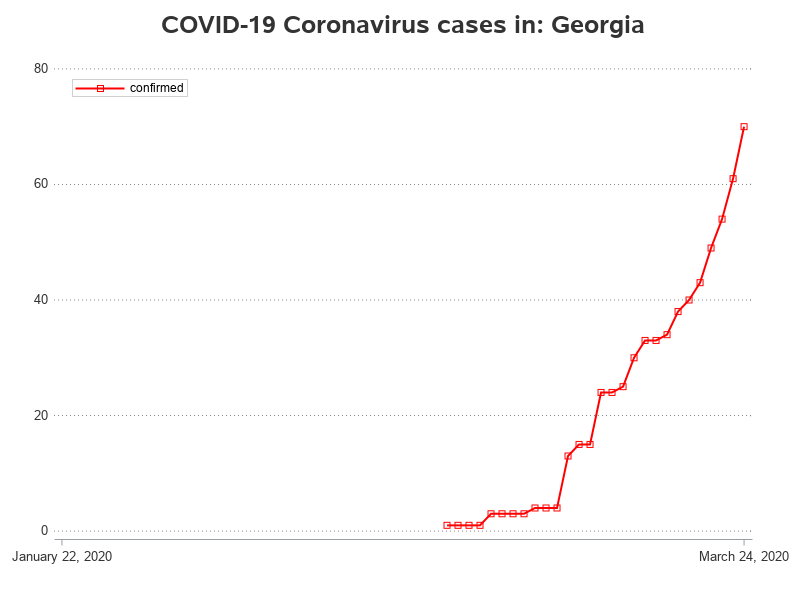 COVID-19 Coronavirus cases in: Georgia
80
confirmed
60
40
20
0
January 22, 2020
March 24, 2020